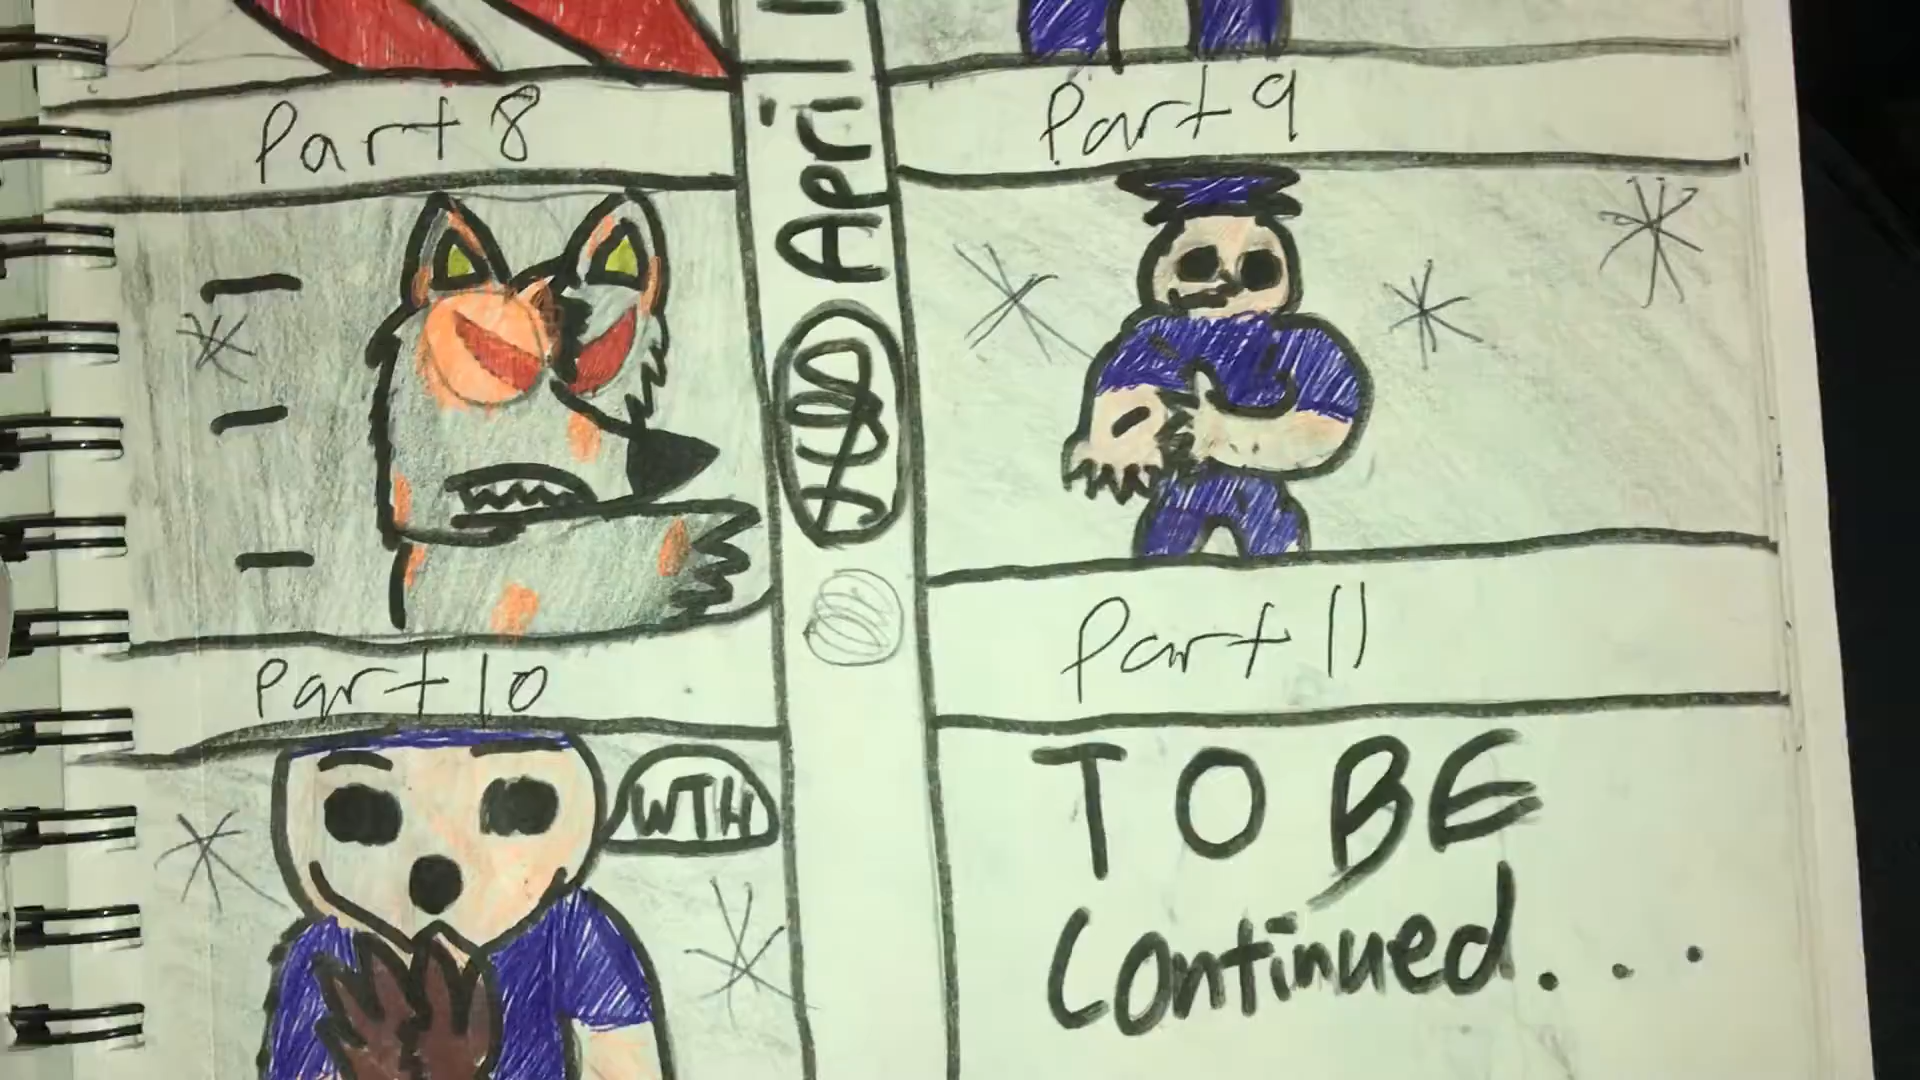 Part 8
April
Part 9
Part 10
Part 11
WTH
TO BE
Continued...